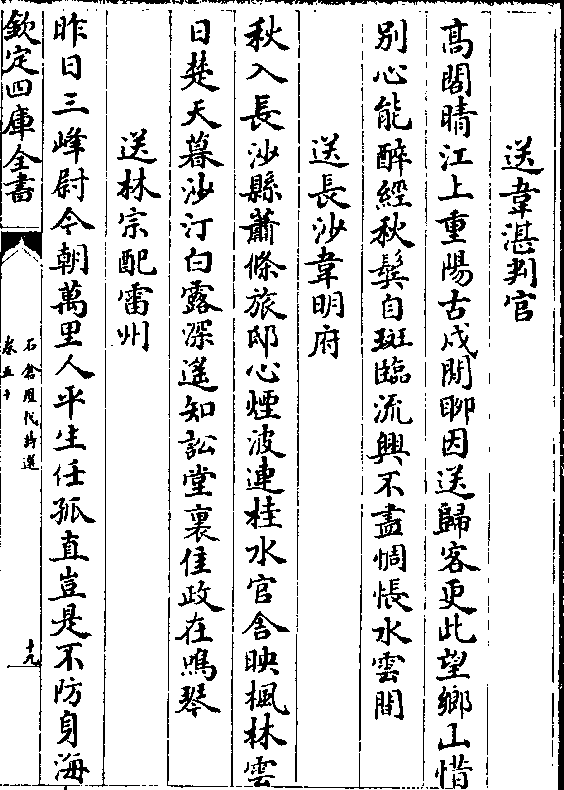 送韋湛判官
高閣晴江上重陽古戍閒聊因送歸客更此望鄉山惜
別心能醉經秋鬢自斑臨流興不盡惆悵水雲間
送長沙韋明府
秋入長沙縣蕭條旅邸心煙波連桂水官舍映楓林雲
日楚天暮沙汀白露深遙知訟堂裏佳政在鳴琴
送林宗配雷州
昨日三峰尉今朝萬里人平生任孤直豈是不防身海
欽定四庫全書
石倉歷代詩選
卷五十
十九